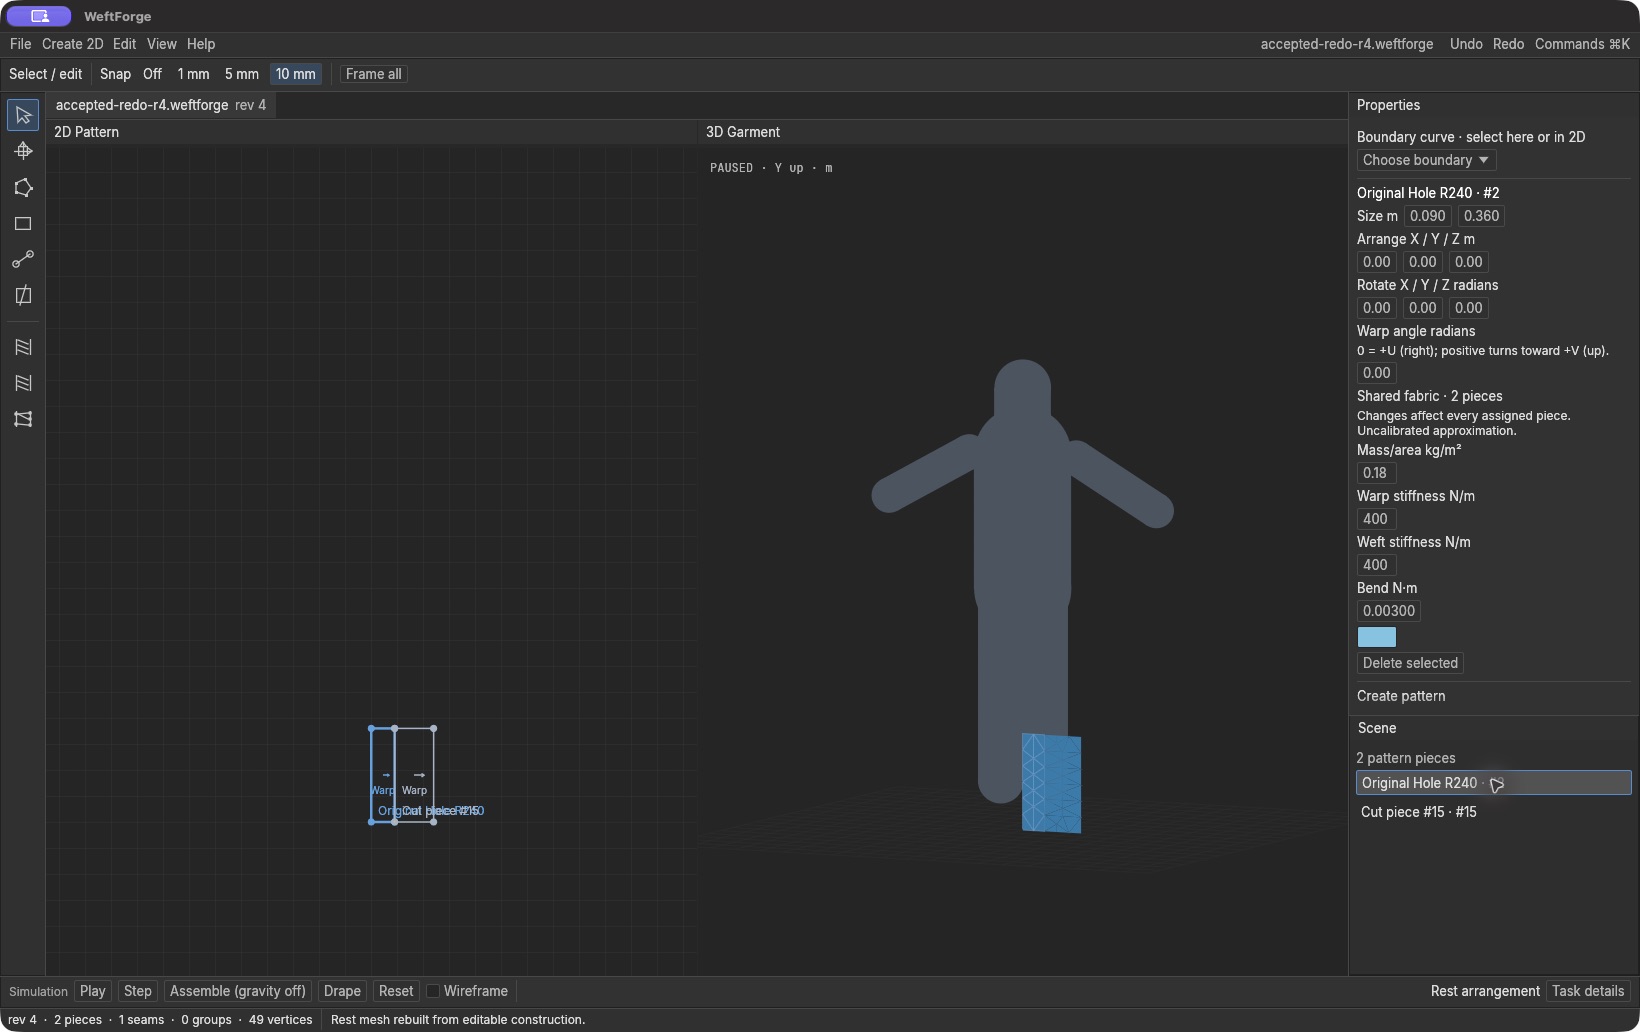 WeftForge
File Create 2D Edit View Help accepted-redo-r4.weftforge Undo Redo Commands ⌘K
Select / edit Snap Off 1 mm 5 mm 10 mm Frame all
accepted-redo-r4.weftforge rev 4
2D Pattern
3D Garment
PAUSED · Y up · m
Warp
Warp
Properties
Boundary curve · select here or in 2D
Choose boundary
Original Hole R240 · #2
Size m 0.090 0.360
Arrange X / Y / Z m
0.00 0.00 0.00
Rotate X / Y / Z radians
0.00 0.00 0.00
Warp angle radians
0 = +U (right); positive turns toward +V (up).
0.00
Shared fabric · 2 pieces
Changes affect every assigned piece.
Uncalibrated approximation.
Mass/area kg/m²
0.18
Warp stiffness N/m
400
Weft stiffness N/m
400
Bend N·m
0.00300
Delete selected
Create pattern
Scene
2 pattern pieces
Original Hole R240 ·
Cut piece #15 · #15
Simulation Play Step Assemble (gravity off) Drape Reset Wireframe Rest arrangement Task details
rev 4 · 2 pieces · 1 seams · 0 groups · 49 vertices Rest mesh rebuilt from editable construction.